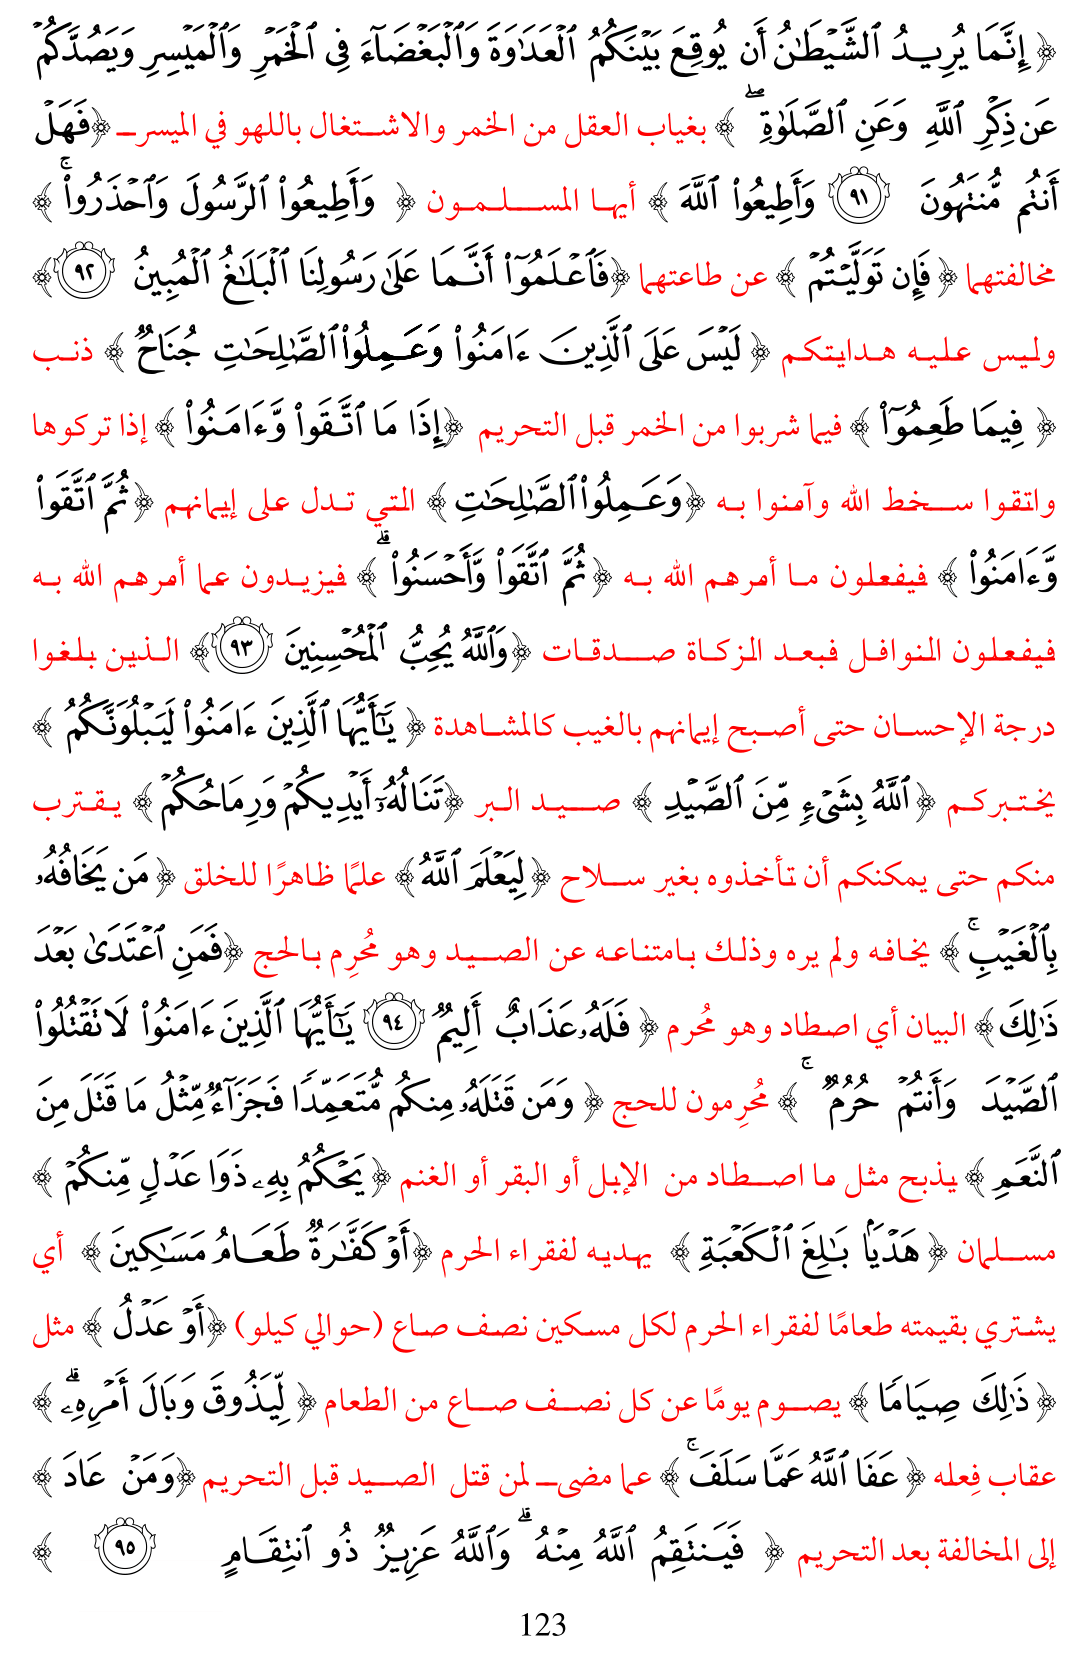 ﴿ إِنَّمَا يُرِيدُ ٱلشَّيْطَـٰنُ أَن يُوقِعَ بَيْنَكُمُ ٱلْعَدَٰوَةَ وَٱلْبَغْضَآءَ فِى ٱلْخَمْرِ وَٱلْمَيْسِرِ وَيَصُدَّكُمْ
عَن ذِكْرِ ٱللَّهِ وَعَنِ ٱلصَّلَوٰةِ ۖ ﴾ بغياب العقل من الخمر والاشتغال باللهو في الميسر ﴿فَهَلْ
أَنتُم مُّنتَهُونَ ٩١ وَأَطِيعُوا۟ ٱللَّهَ ﴾ أيها المسلمون ﴿ وَأَطِيعُوا۟ ٱلرَّسُولَ وَٱحْذَرُوا۟ ۚ ﴾
مخالفتهما ﴿ فَإِن تَوَلَّيْتُمْ ﴾ عن طاعتهما ﴿فَٱعْلَمُوٓا۟ أَنَّمَا عَلَىٰ رَسُولِنَا ٱلْبَلَـٰغُ ٱلْمُبِينُ ٩٢﴾
وليس عليه هدايتكم ﴿ لَيْسَ عَلَى ٱلَّذِينَ ءَامَنُوا۟ وَعَمِلُوا۟ ٱلصَّـٰلِحَـٰتِ جُنَاحٌ ﴾ ذنب
﴿ فِيمَا طَعِمُوٓا۟ ﴾ فيما شربوا من الخمر قبل التحريم ﴿إِذَا مَا ٱتَّقَوا۟ وَّءَامَنُوا۟ ﴾ إذا تركوها
واتقوا سخط الله وآمنوا به ﴿وَعَمِلُوا۟ ٱلصَّـٰلِحَـٰتِ ﴾ التي تدل على إيمانهم ﴿ثُمَّ ٱتَّقَوا۟
وَّءَامَنُوا۟ ﴾ فيفعلون ما أمرهم الله به ﴿ ثُمَّ ٱتَّقَوا۟ وَّأَحْسَنُوا۟ ۗ ﴾ فيزيدون عما أمرهم الله به
فيفعلون النوافل فبعد الزكاة صدقات ﴿وَٱللَّهُ يُحِبُّ ٱلْمُحْسِنِينَ ٩٣﴾ الذين بلغوا
درجة الإحسان حتى أصبح إيمانهم بالغيب كالمشاهدة ﴿ يَـٰٓأَيُّهَا ٱلَّذِينَ ءَامَنُوا۟ لَيَبْلُوَنَّكُمُ ﴾
يختبركم ﴿ ٱللَّهُ بِشَىْءٍ مِّنَ ٱلصَّيْدِ ﴾ صيد البر ﴿تَنَالُهُۥٓ أَيْدِيكُمْ وَرِمَاحُكُمْ ﴾ يقترب
منكم حتى يمكنكم أن تأخذوه بغير سلاح ﴿ لِيَعْلَمَ ٱللَّهُ﴾ علمًا ظاهرًا للخلق ﴿ مَن يَخَافُهُۥ
بِٱلْغَيْبِ ۚ ﴾ يخافه ولم يره وذلك بامتناعه عن الصيد وهو مُحرِم بالحج ﴿فَمَنِ ٱعْتَدَىٰ بَعْدَ
ذَٰلِكَ﴾ البيان أي اصطاد وهو مُحرم ﴿ فَلَهُۥ عَذَابٌ أَلِيمٌ ٩٤ يَـٰٓأَيُّهَا ٱلَّذِينَ ءَامَنُوا۟ لَا تَقْتُلُوا۟
ٱلصَّيْدَ وَأَنتُمْ حُرُمٌ ۚ ﴾ مُحرِمون للحج ﴿ وَمَن قَتَلَهُۥ مِنكُم مُّتَعَمِّدًا فَجَزَآءٌ مِّثْلُ مَا قَتَلَ مِنَ
ٱلنَّعَمِ ﴾ يذبح مثل ما اصطاد من الإبل أو البقر أو الغنم ﴿ يَحْكُمُ بِهِۦ ذَوَا عَدْلٍ مِّنكُمْ ﴾
مسلمان ﴿ هَدْيًۢا بَـٰلِغَ ٱلْكَعْبَةِ ﴾ يهديه لفقراء الحرم ﴿أَوْ كَفَّـٰرَةٌ طَعَامُ مَسَـٰكِينَ ﴾ أي
يشتري بقيمته طعامًا لفقراء الحرم لكل مسكين نصف صاع (حوالي كيلو) ﴿أَوْ عَدْلُ ﴾ مثل
﴿ ذَٰلِكَ صِيَامًا ﴾ يصوم يومًا عن كل نصف صاع من الطعام ﴿ لِّيَذُوقَ وَبَالَ أَمْرِهِۦ ۗ ﴾
عقاب فِعله ﴿ عَفَا ٱللَّهُ عَمَّا سَلَفَ ۚ ﴾ عما مضى لمن قتل الصيد قبل التحريم ﴿وَمَنْ عَادَ ﴾
إلى المخالفة بعد التحريم ﴿ فَيَنتَقِمُ ٱللَّهُ مِنْهُ ۗ وَٱللَّهُ عَزِيزٌ ذُو ٱنتِقَامٍ ٩٥ ﴾
123